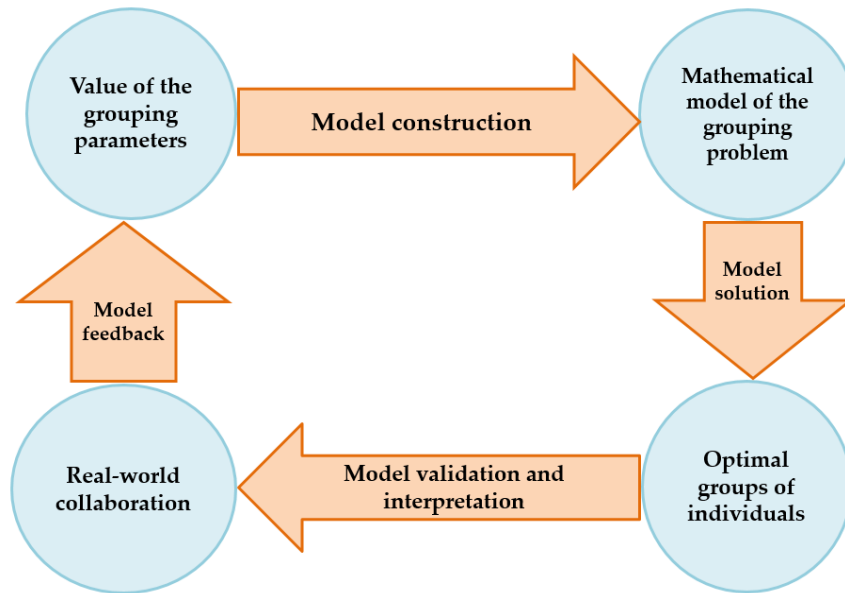 Value of the
grouping
parameters
Model construction
Mathematical
model of the
grouping
problem
Model
solution
Optimal
groups of
individuals
Model validation and
interpretation
Real-world
collaboration
Model
feedback